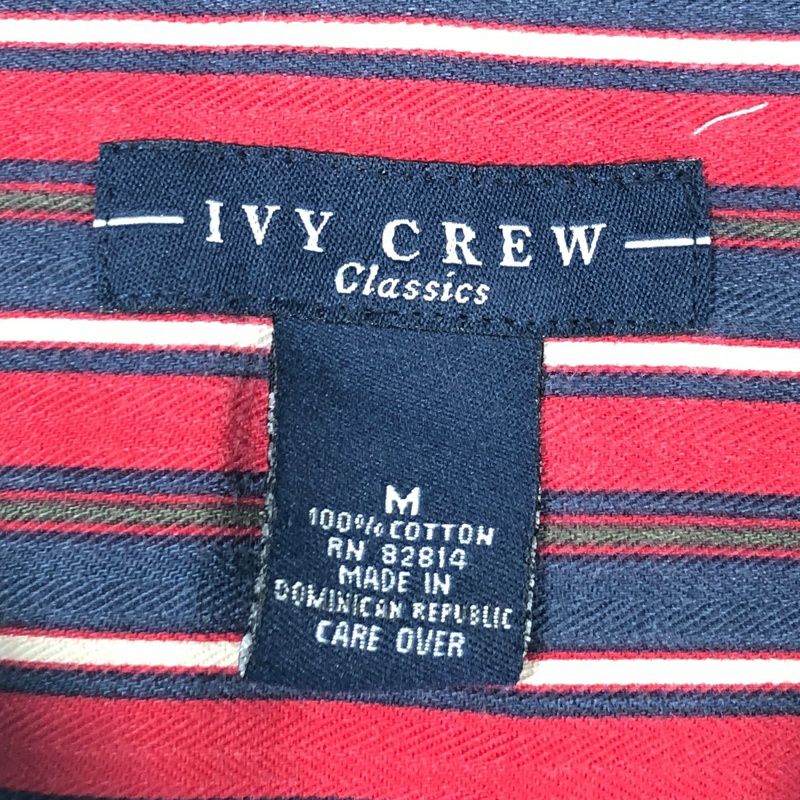 IVY CREW
Classics
M
100% COTTON
RN 82814
MADE IN
DOMINICAN REPUBLIC
CARE OVER